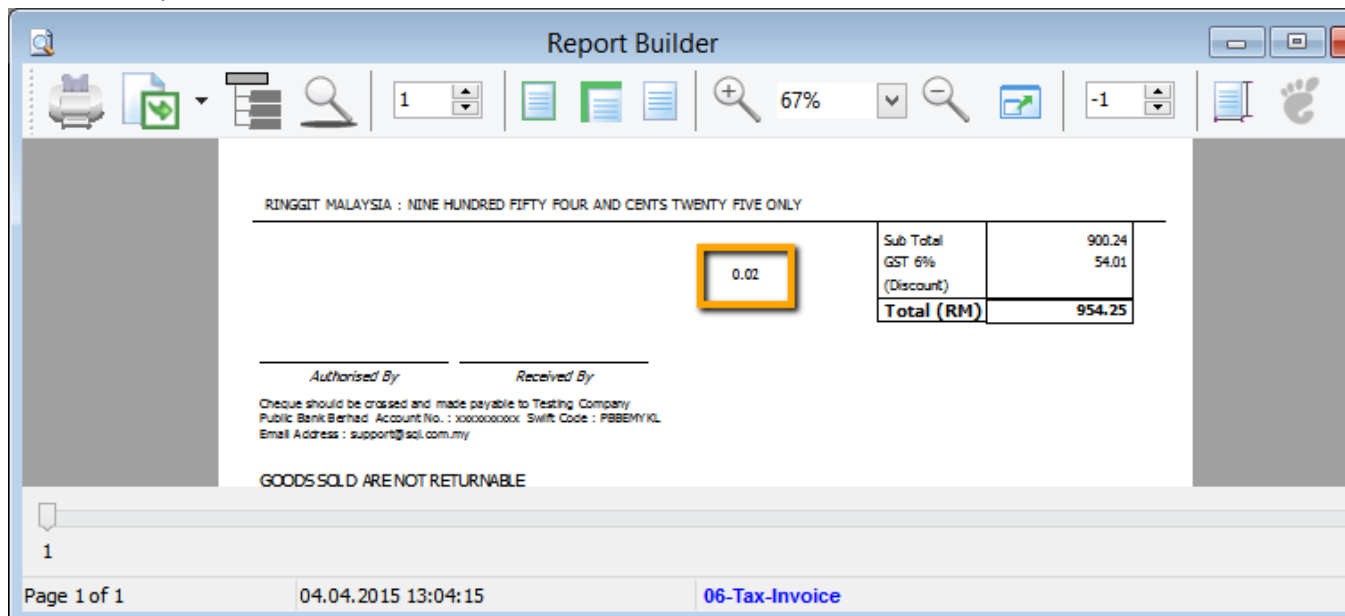 Report Builder
1
67%
-1
RINGGIT MALAYSIA : NINE HUNDRED FIFTY FOUR AND CENTS TWENTY FIVE ONLY
Sub Total 900.24
0.02
GST 6% 54.01
(Discount)
Total (RM) 954.25
Authorised By Received By
Cheque should be crossed and made payable to Testing Company
Public Bank Berhad Account No. : xxxxxxxxxx Swift Code : PBBEMYKL
Email Address : support@sql.com.my
GOODS SOLD ARE NOT RETURNABLE
1
Page 1 of 1 04.04.2015 13:04:15 06-Tax-Invoice